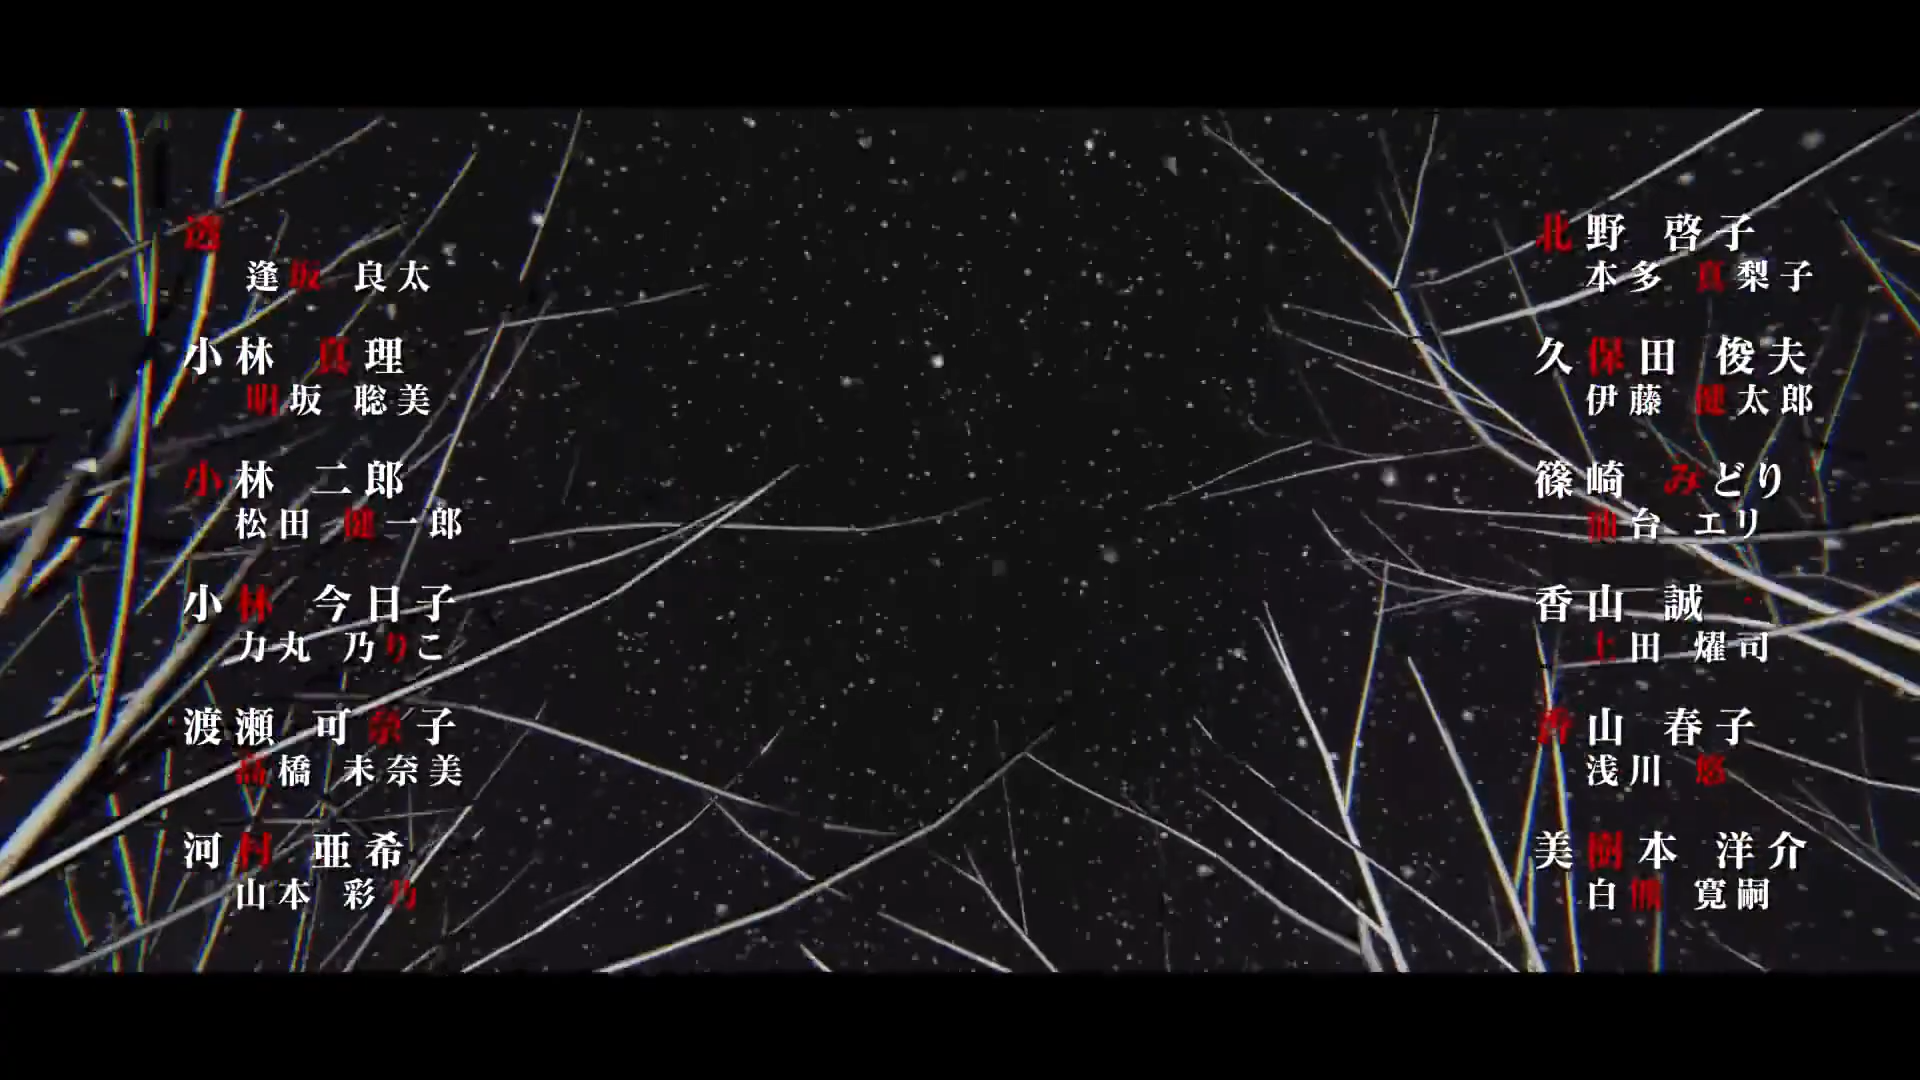 透
逢坂 良太
小林 真理
明坂 聡美
小林 二郎
松田 健一郎
小林 今日子
力丸 乃りこ
渡瀬 可奈子
高橋 未奈美
河村 亜希
山本 彩乃
北野 啓子
本多 真梨子
久保田 俊夫
伊藤 健太郎
篠崎 みどり
油台 エリ
香山 誠
土田 燿司
香山 春子
浅川 悠
美樹本 洋介
白熊 寛嗣